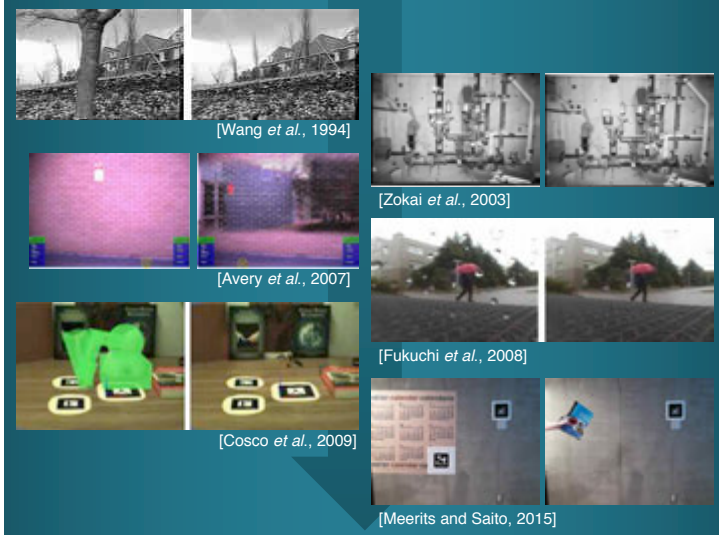 [Wang et al., 1994]
[Zokai et al., 2003]
[Avery et al., 2007]
[Fukuchi et al., 2008]
[Cosco et al., 2009]
[Meerits and Saito, 2015]